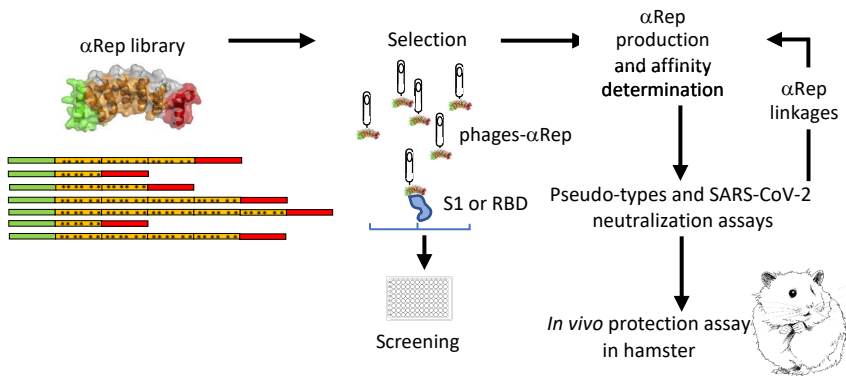 αRep library
Selection
phages-αRep
S1 or RBD
Screening
αRep
production
and affinity
determination
αRep
linkages
Pseudo-types and SARS-CoV-2
neutralization assays
In vivo protection assay
in hamster